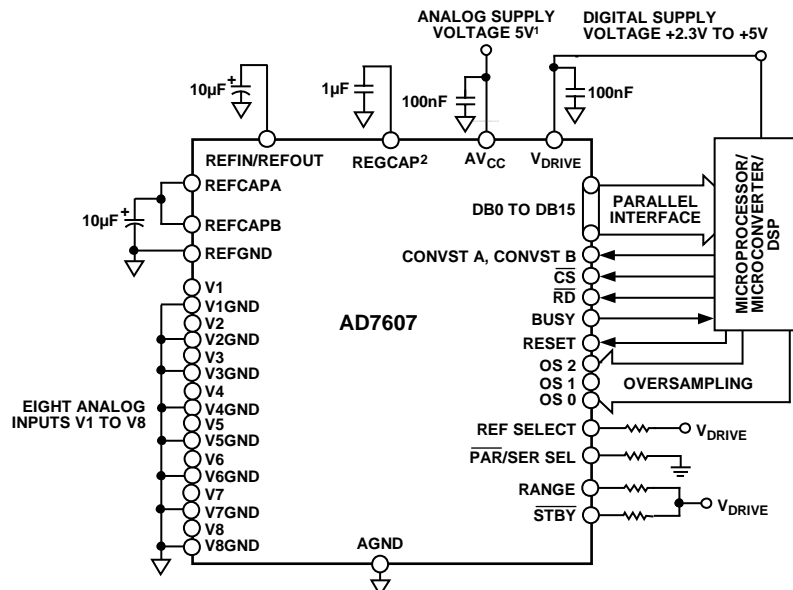 ANALOG SUPPLY
VOLTAGE 5V¹
DIGITAL SUPPLY
VOLTAGE +2.3V TO +5V
10µF
+
1µF
100nF
100nF
REFIN/REFOUT
REGCAP²
AVCC
VDRIVE
REFCAPA
10µF
+
REFCAPB
REFGND
DB0 TO DB15
PARALLEL
INTERFACE
MICROPROCESSOR/
MICROCONVERTER/
DSP
CONVST A, CONVST B
CS
RD
BUSY
RESET
AD7607
V1
V1GND
V2
V2GND
V3
V3GND
V4
V4GND
V5
V5GND
V6
V6GND
V7
V7GND
V8
V8GND
EIGHT ANALOG
INPUTS V1 TO V8
OS 2
OS 1
OS 0
OVERSAMPLING
REF SELECT
VDRIVE
PAR/SER SEL
RANGE
STBY
VDRIVE
AGND